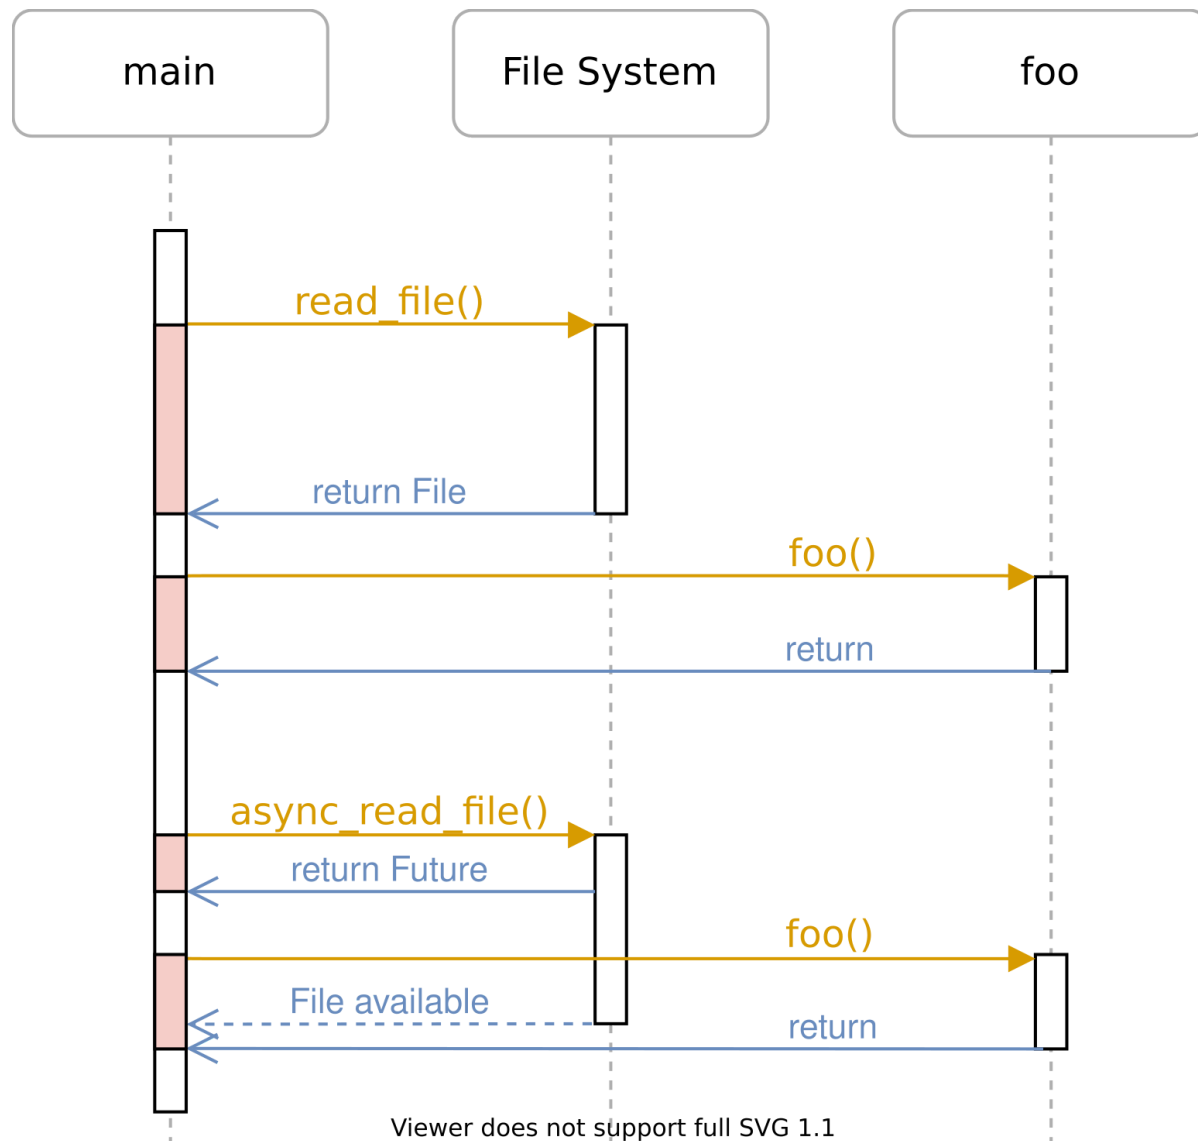 main
File System
foo
read_file()
return File
foo()
return
async_read_file()
return Future
foo()
File available
return
Viewer does not support full SVG 1.1